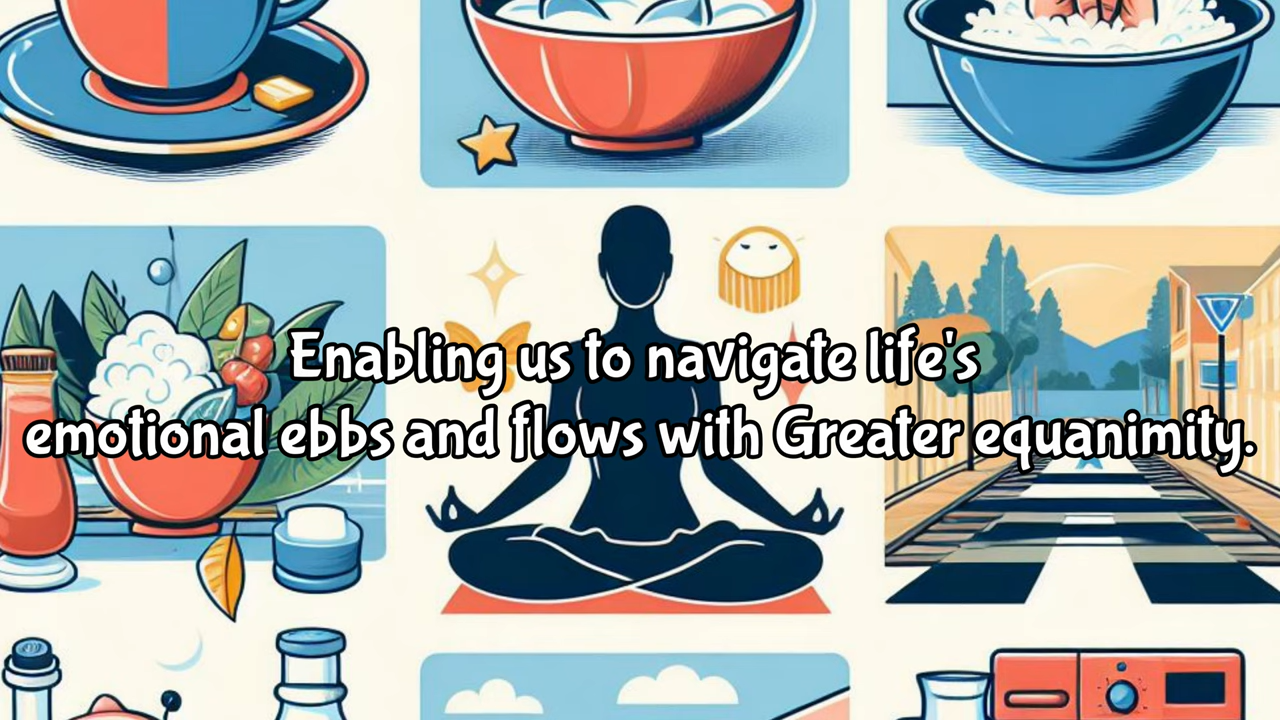 Enabling us to navigate life's
emotional ebbs and flows with Greater equanimity.